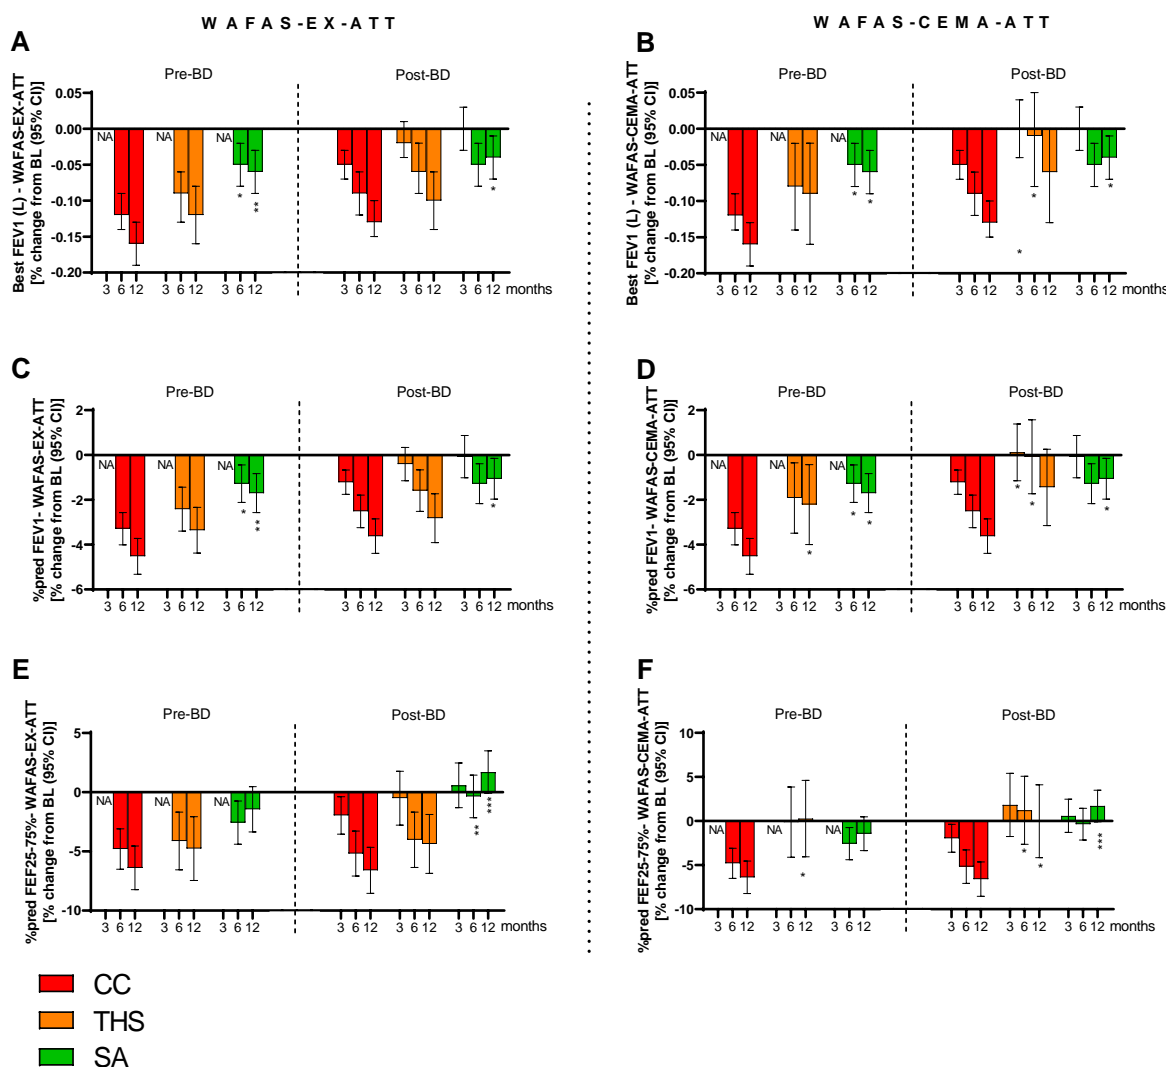 WAFAS-EX-ATT
WAFAS-CEMA-ATT
A
Pre-BD
Post-BD
Best FEV1 (L) - WAFAS-EX-ATT
[% change from BL (95% CI)]
0.05
0.00
-0.05
-0.10
-0.15
-0.20
NA NA NA
* ** *
3 6 12 3 6 12 3 6 12 3 6 12 3 6 12 3 6 12 months
B
Pre-BD
Post-BD
Best FEV1 (L) - WAFAS-CEMA-ATT
[% change from BL (95% CI)]
0.05
0.00
-0.05
-0.10
-0.15
-0.20
NA NA NA
* * * * *
3 6 12 3 6 12 3 6 12 3 6 12 3 6 12 3 6 12 months
C
Pre-BD
Post-BD
%pred FEV1- WAFAS-EX-ATT
[% change from BL (95% CI)]
2
0
-2
-4
-6
NA NA NA
* ** *
3 6 12 3 6 12 3 6 12 3 6 12 3 6 12 3 6 12 months
D
Pre-BD
Post-BD
%pred FEV1- WAFAS-CEMA-ATT
[% change from BL (95% CI)]
2
0
-2
-4
-6
NA NA NA
* * * * * *
3 6 12 3 6 12 3 6 12 3 6 12 3 6 12 3 6 12 months
E
Pre-BD
Post-BD
%pred FEF25-75%- WAFAS-EX-ATT
[% change from BL (95% CI)]
5
0
-5
-10
NA NA NA
** ***
3 6 12 3 6 12 3 6 12 3 6 12 3 6 12 3 6 12 months
F
Pre-BD
Post-BD
%pred FEF25-75%- WAFAS-CEMA-ATT
[% change from BL (95% CI)]
10
5
0
-5
-10
NA NA NA
* * * ***
3 6 12 3 6 12 3 6 12 3 6 12 3 6 12 3 6 12 months
CC
THS
SA